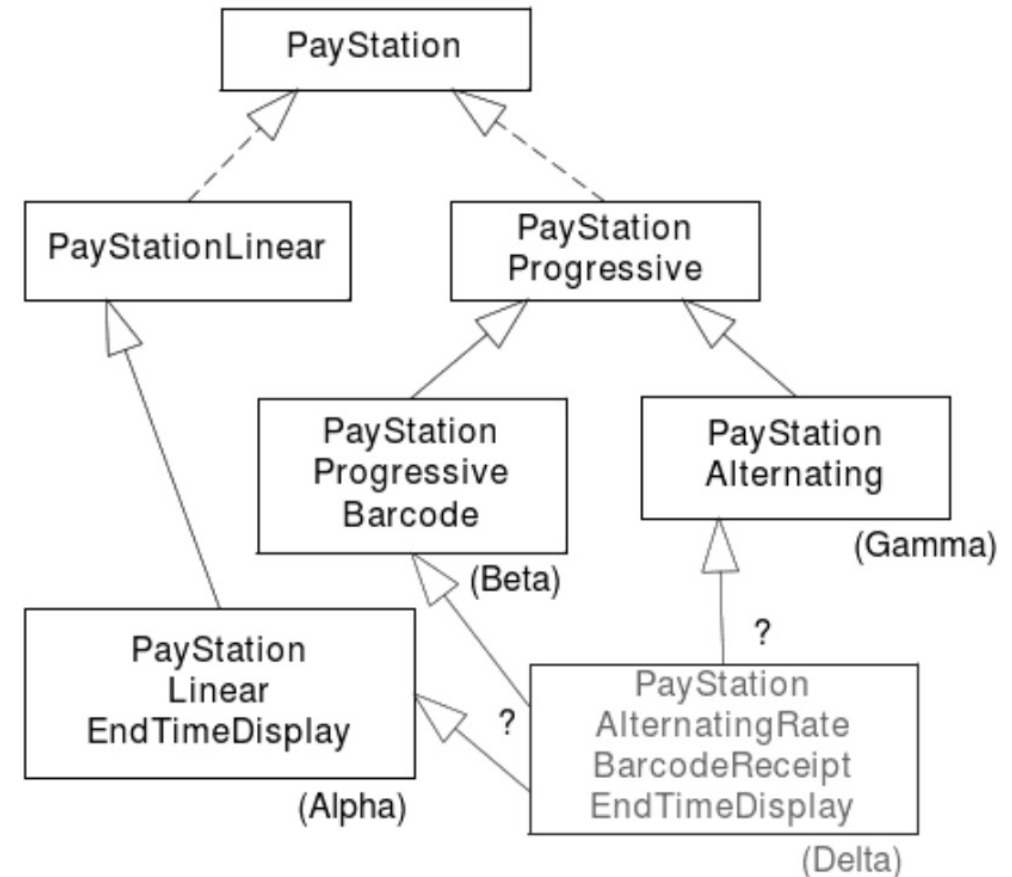 PayStation
PayStationLinear
PayStation
Progressive
PayStation
Progressive
Barcode
(Beta)
PayStation
Alternating
(Gamma)
PayStation
Linear
EndTimeDisplay
(Alpha)
?
?
PayStation
AlternatingRate
BarcodeReceipt
EndTimeDisplay
(Delta)